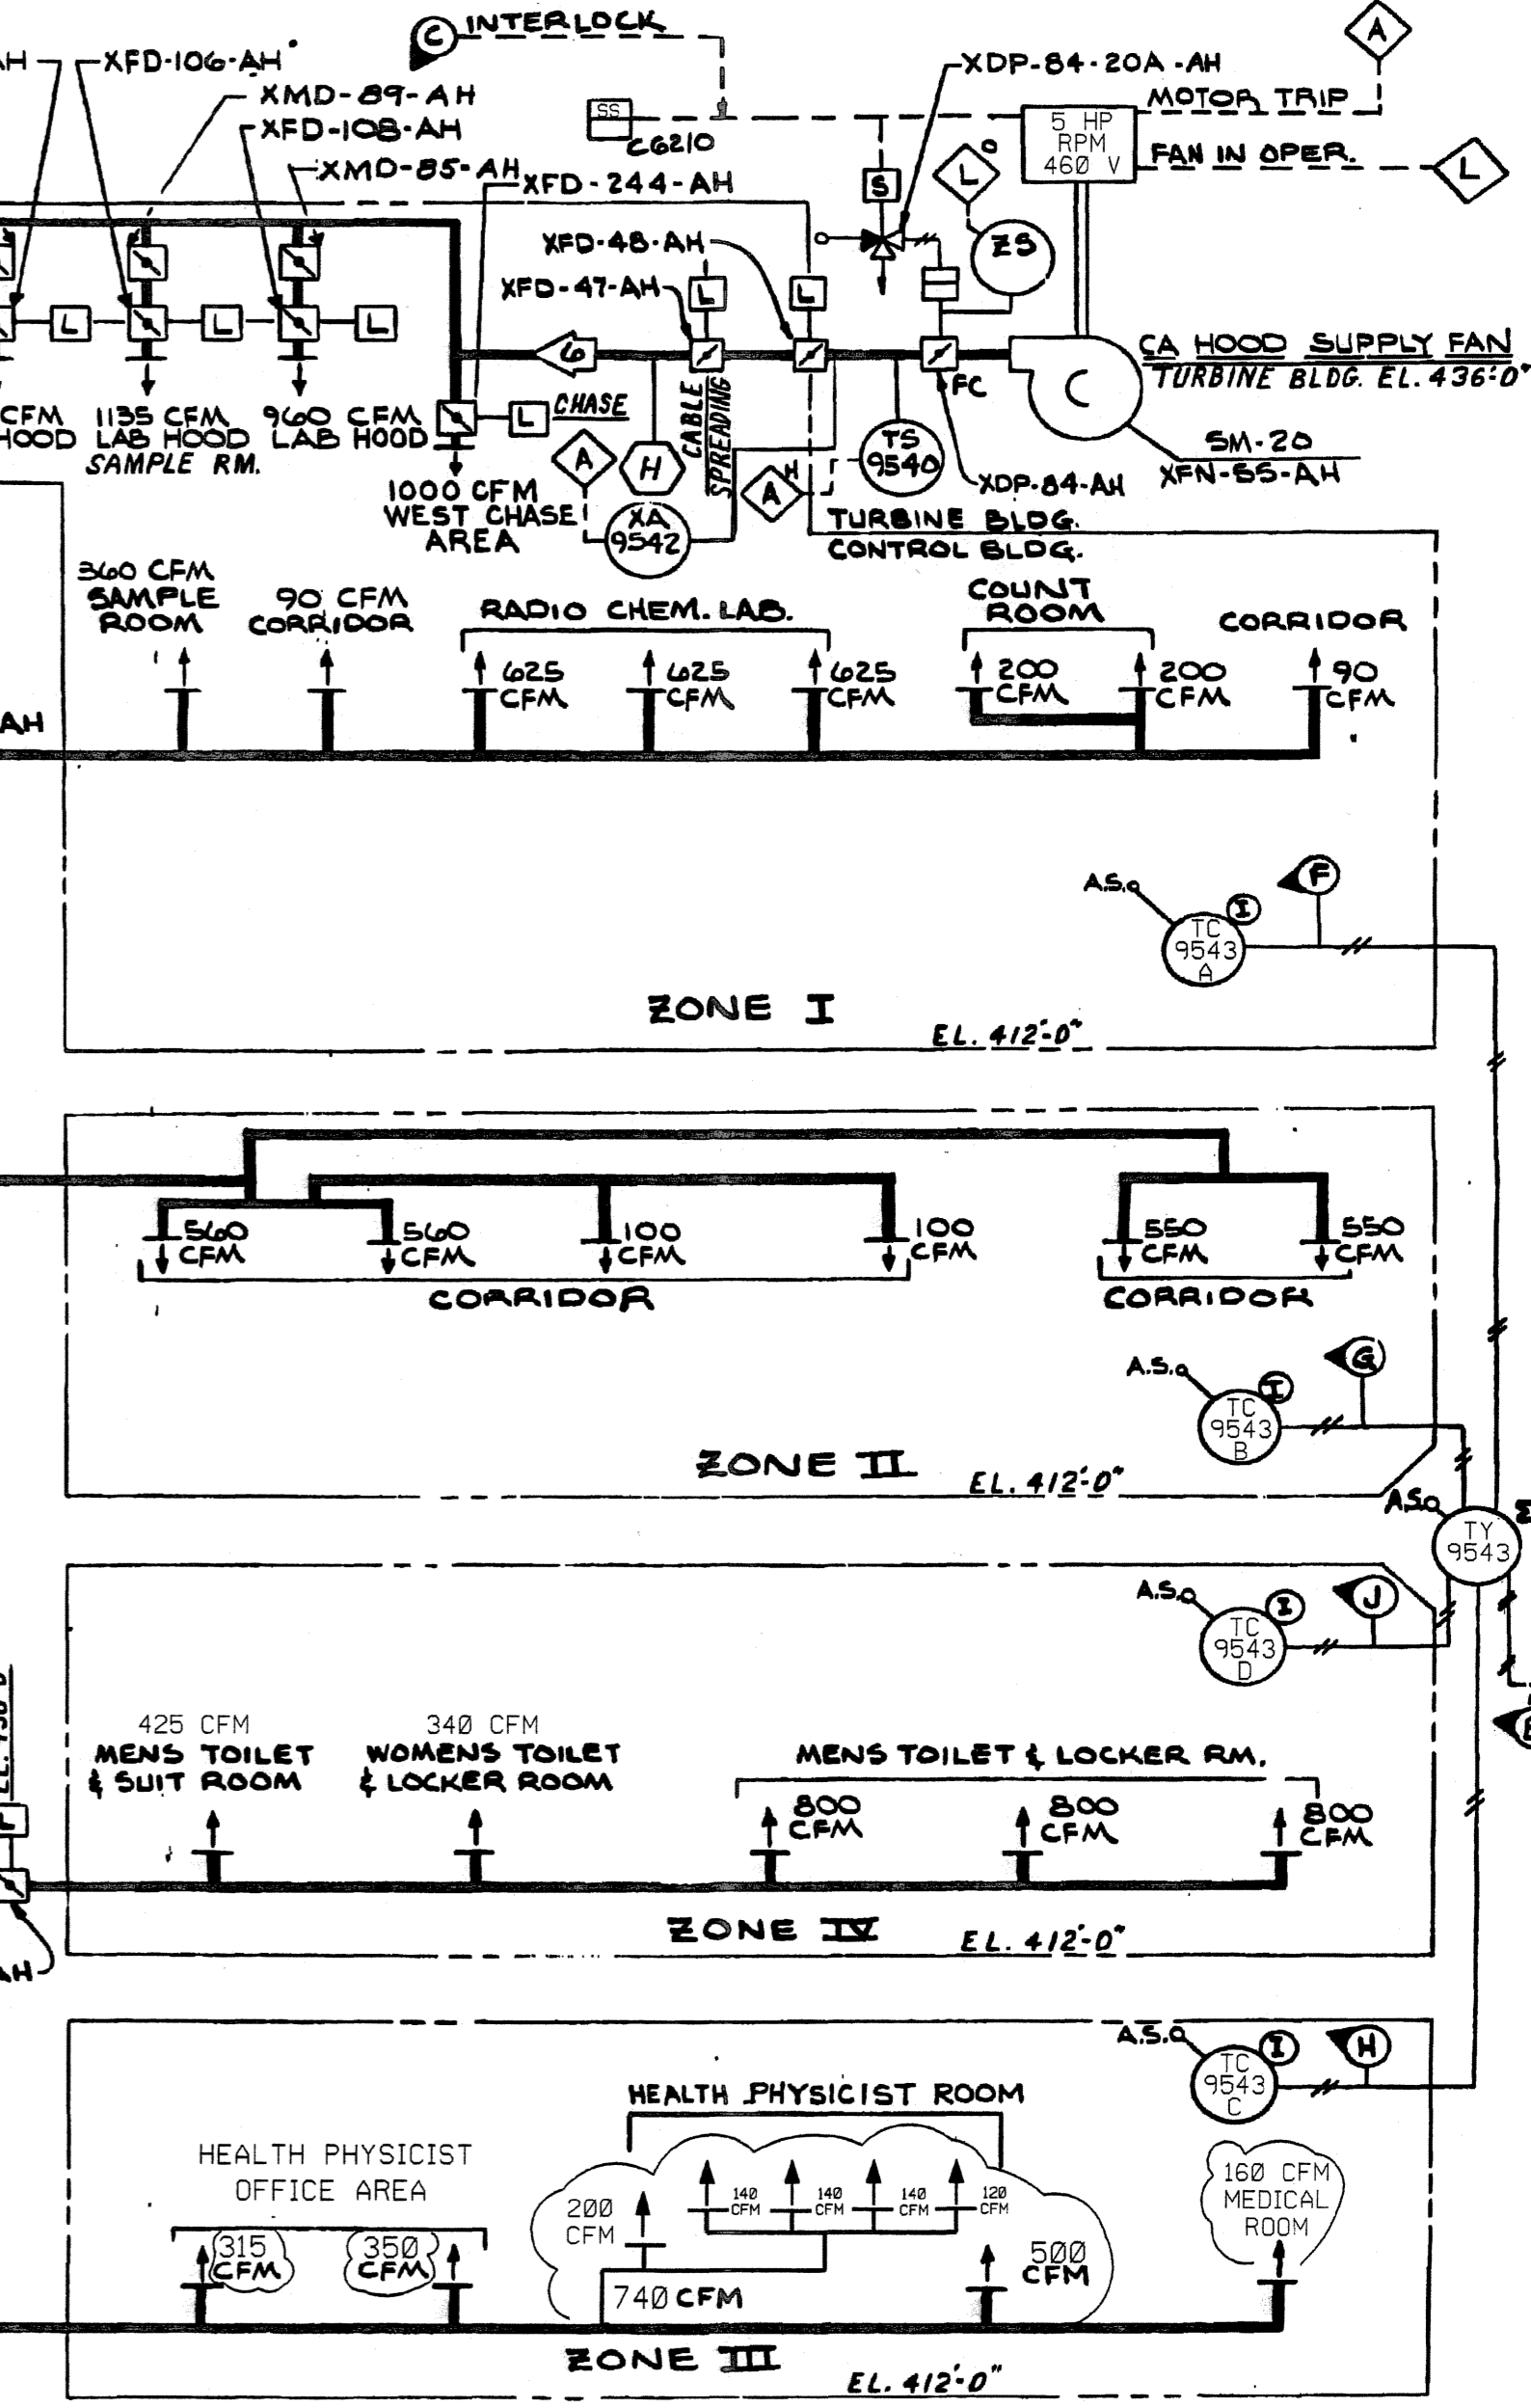 C INTERLOCK
A
AH
XFD-106-AH
XDP-84-20A-AH
XMD-89-AH
MOTOR TRIP
SS
C6210
5 HP
RPM
460 V
XFD-108-AH
FAN IN OPER.
L
L O
XMD-85-AH
XFD-244-AH
S
XFD-48-AH
ZS
XFD-47-AH
L
L
L
L
L
6
CA HOOD SUPPLY FAN
TURBINE BLDG. EL. 436'-0"
FC
C
CFM
HOOD
1135 CFM
LAB HOOD
SAMPLE RM.
960 CFM
LAB HOOD
L
CHASE
CABLE
SPREADING
A
H
A H
TS
9540
SM-20
XFN-55-AH
XDP-84-AH
1000 CFM
WEST CHASE
AREA
XA
9542
TURBINE BLDG.
CONTROL BLDG.
360 CFM
SAMPLE
ROOM
90 CFM
CORRIDOR
RADIO CHEM. LAB.
COUNT
ROOM
CORRIDOR
625
CFM
625
CFM
625
CFM
200
CFM
200
CFM
90
CFM
AH
A.S.
F
I
TC
9543
A
ZONE I
EL. 412'-0"
560
CFM
560
CFM
100
CFM
100
CFM
550
CFM
550
CFM
CORRIDOR
CORRIDOR
A.S.
G
I
TC
9543
B
ZONE II
EL. 412'-0"
A.S.
TY
9543
A.S.
J
I
TC
9543
D
425 CFM
MENS TOILET
& SUIT ROOM
340 CFM
WOMENS TOILET
& LOCKER ROOM
MENS TOILET & LOCKER RM.
800
CFM
800
CFM
800
CFM
ZONE IV
EL. 412'-0"
AH
A.S.
H
I
TC
9543
C
HEALTH PHYSICIST ROOM
HEALTH PHYSICIST
OFFICE AREA
315
CFM
350
CFM
200
CFM
140
CFM
140
CFM
140
CFM
120
CFM
740 CFM
500
CFM
160 CFM
MEDICAL
ROOM
ZONE III
EL. 412'-0"